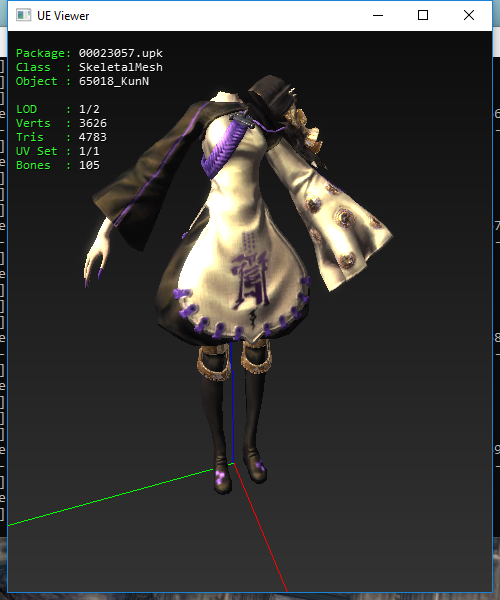 UE Viewer
Package: 00023057.upk
Class : SkeletalMesh
Object : 65018_KunN
LOD : 1/2
Verts : 3626
Tris : 4783
UV Set : 1/1
Bones : 105